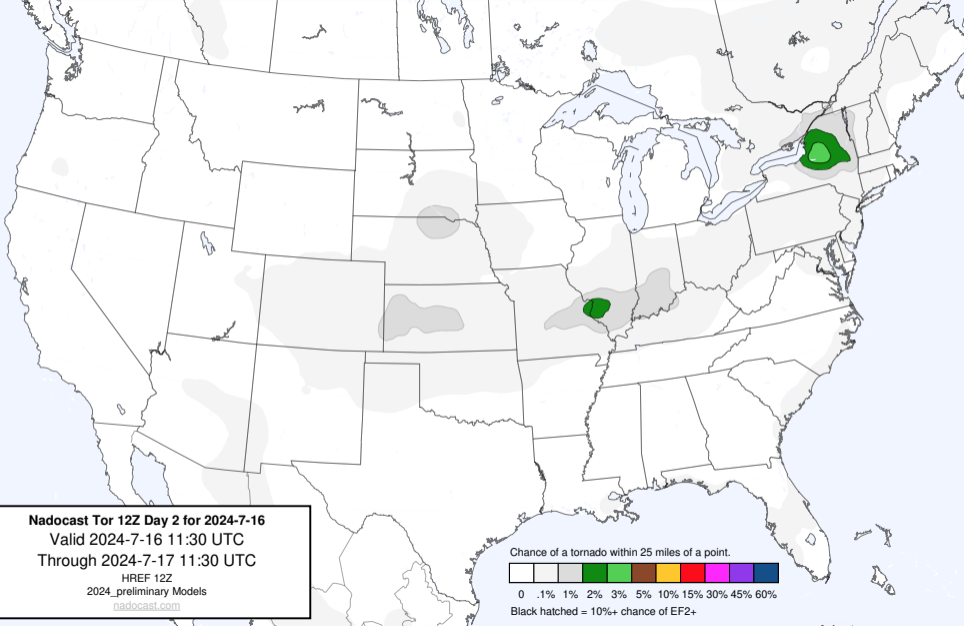 Nadocast Tor 12Z Day 2 for 2024-7-16
Valid 2024-7-16 11:30 UTC
Through 2024-7-17 11:30 UTC
HREF 12Z
2024_preliminary Models
nadocast.com
Chance of a tornado within 25 miles of a point.
0 .1% 1% 2% 3% 5% 10% 15% 30% 45% 60%
Black hatched = 10%+ chance of EF2+